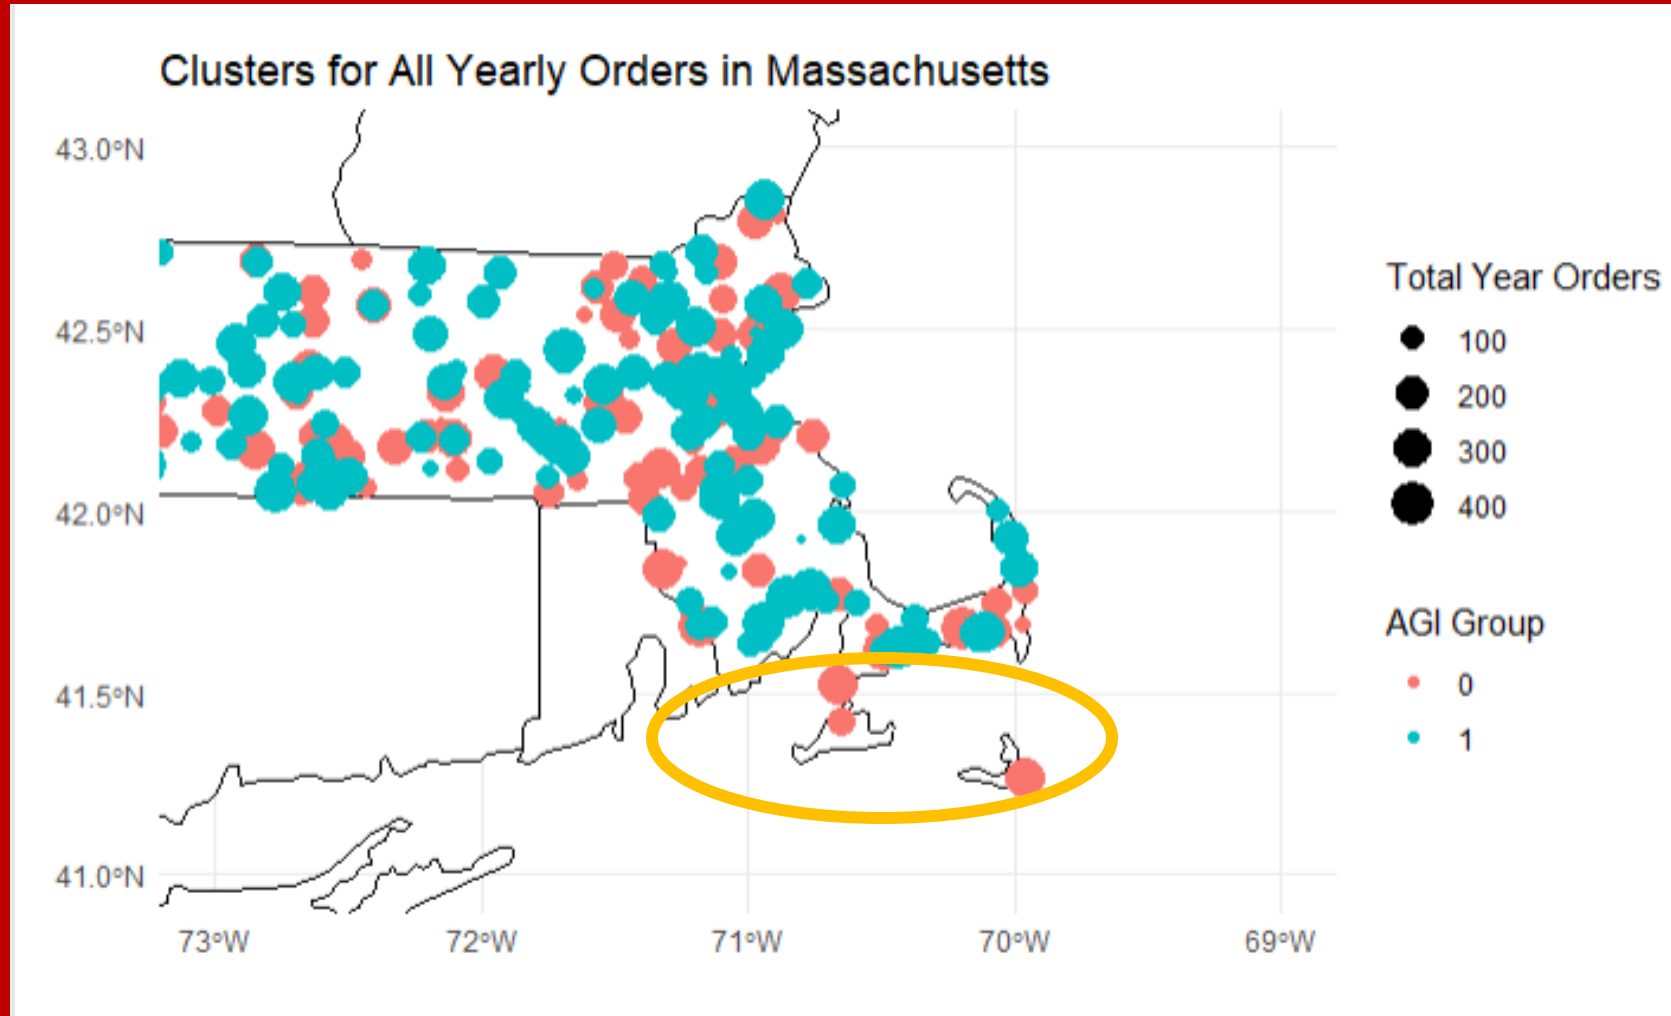 Clusters for All Yearly Orders in Massachusetts
43.0°N
42.5°N
42.0°N
41.5°N
41.0°N
73°W 72°W 71°W 70°W 69°W
Total Year Orders
100
200
300
400
AGI Group
0
1